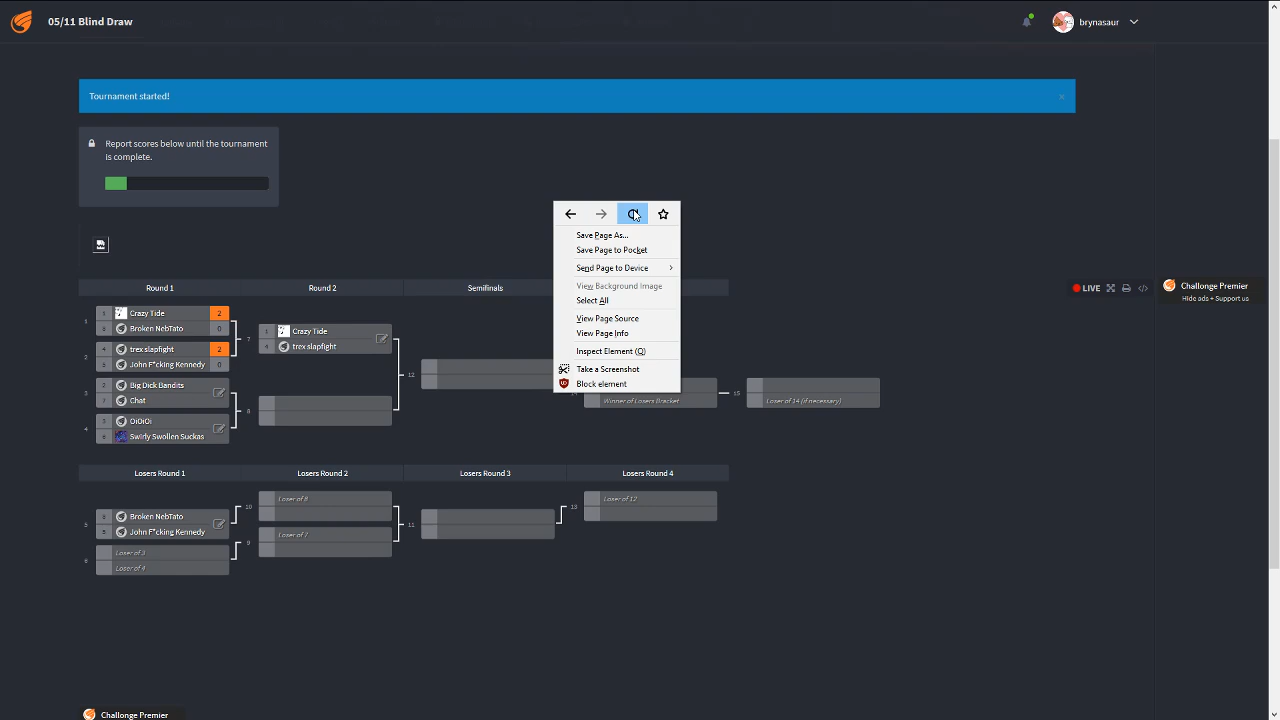 05/11 Blind Draw
brynasaur
Tournament started!
×
Report scores below until the tournament
is complete.
Save Page As...
Save Page to Pocket
Send Page to Device
View Background Image
Select All
View Page Source
View Page Info
Inspect Element (Q)
Take a Screenshot
Block element
Round 1
Round 2
Semifinals
LIVE
Challonge Premier
Hide ads + Support us
1
1 Crazy Tide 2
8 Broken NebTato 0
2
4 trex slapfight 2
5 John F*cking Kennedy 0
3
2 Big Dick Bandits
7 Chat
4
3 OiOiOi
6 Swirly Swollen Suckas
7
1 Crazy Tide
4 trex slapfight
8
12
14
Winner of Losers Bracket
15
Loser of 14 (if necessary)
Losers Round 1
Losers Round 2
Losers Round 3
Losers Round 4
5
8 Broken NebTato
5 John F*cking Kennedy
6
Loser of 3
Loser of 4
10
Loser of 8
9
Loser of 7
11
13
Loser of 12
Challonge Premier